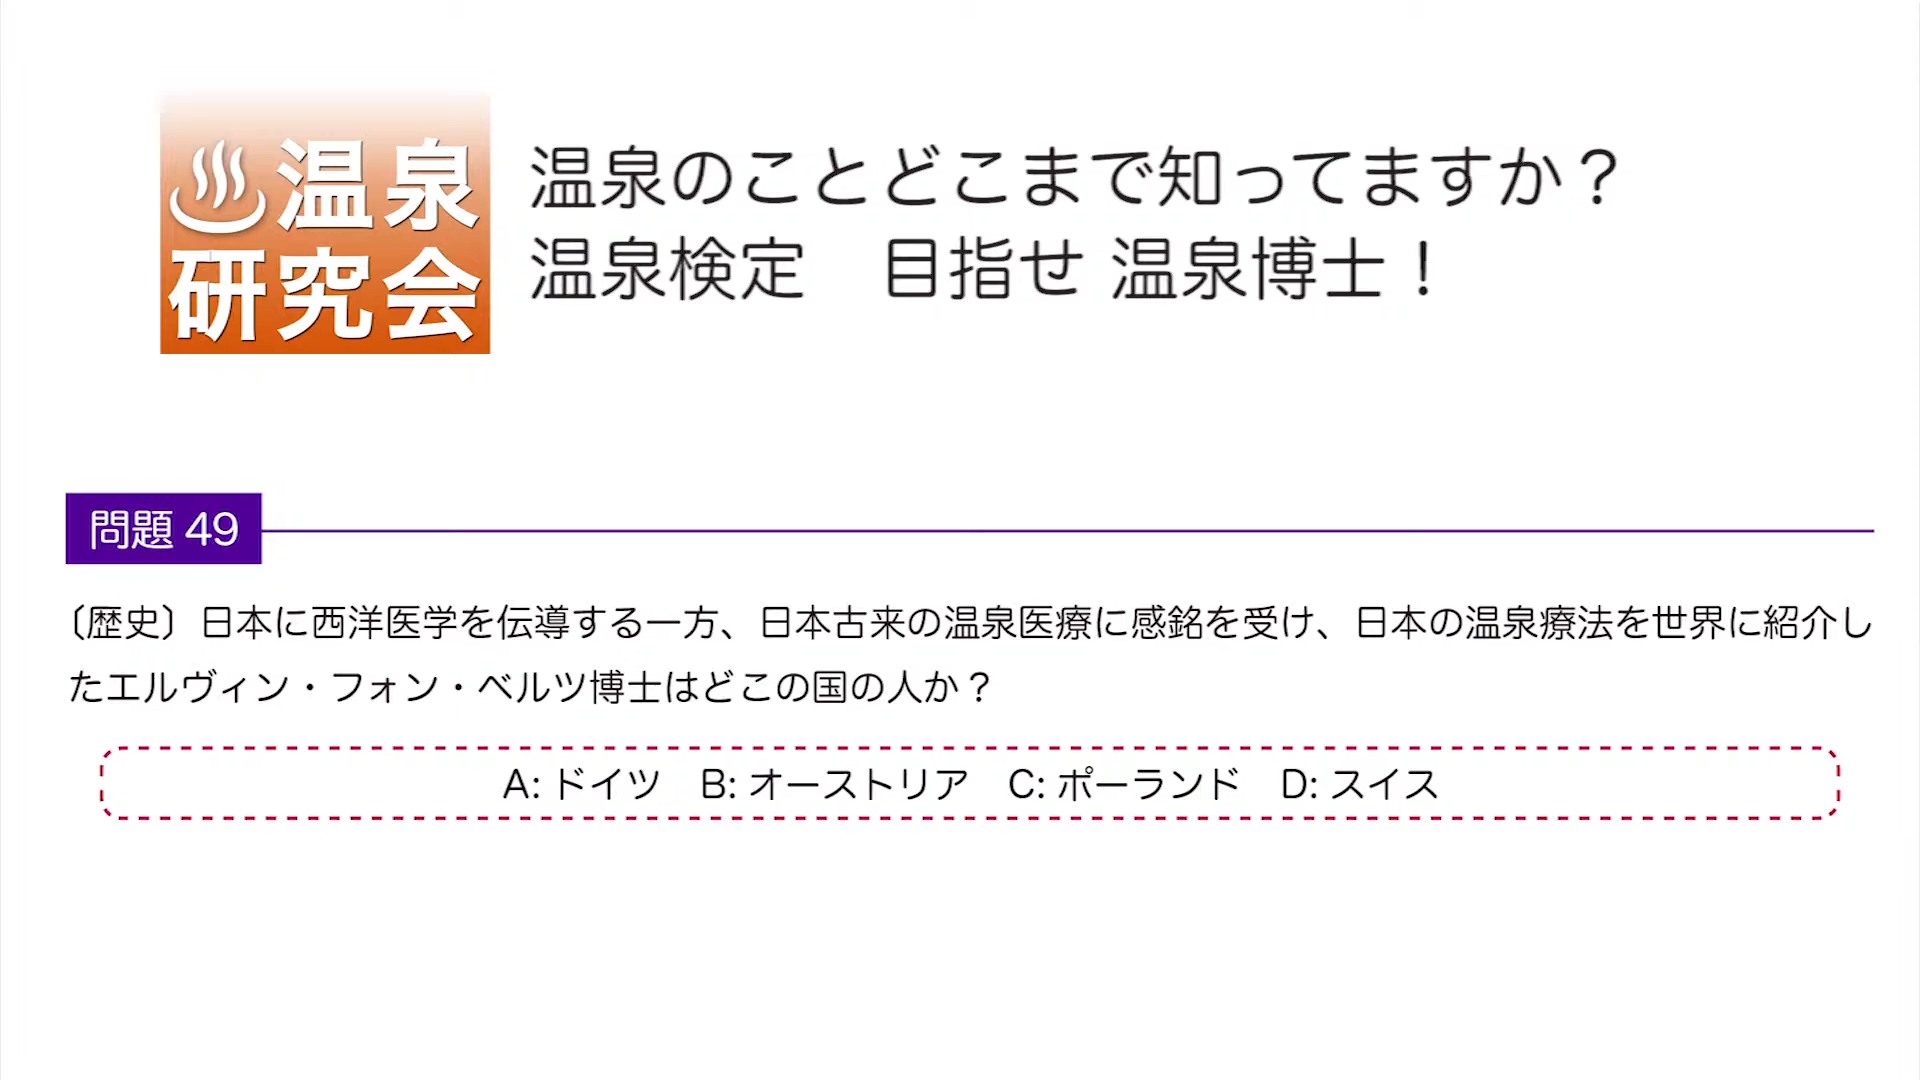 ♨温泉
研究会
温泉のことどこまで知ってますか？
温泉検定　目指せ 温泉博士！
問題 49
〔歴史〕日本に西洋医学を伝導する一方、日本古来の温泉医療に感銘を受け、日本の温泉療法を世界に紹介し
たエルヴィン・フォン・ベルツ博士はどこの国の人か？
A: ドイツ　B: オーストリア　C: ポーランド　D: スイス